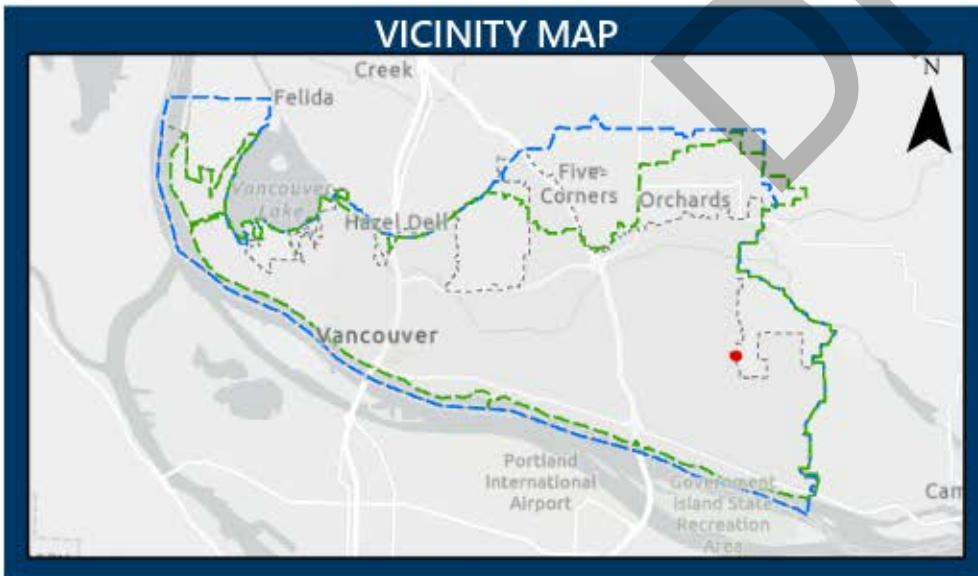 VICINITY MAP
Creek
N
Felida
Vancouver
Lake
Five
Corners
Orchards
Hazel Dell
Vancouver
Portland
International
Airport
Government
Island State
Recreation
Area
Cam